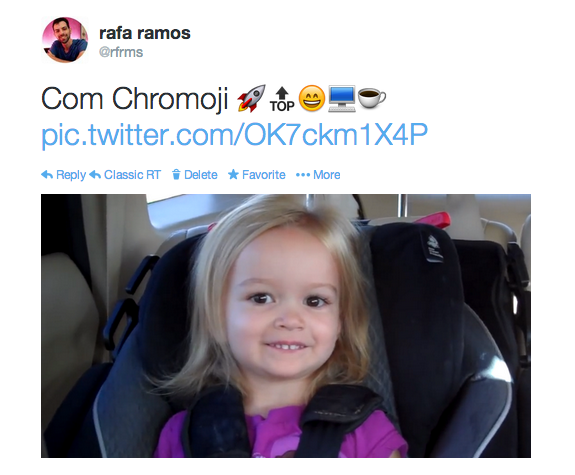 rafa ramos
@rfrms
Com Chromoji 🚀🔝😄💻☕
pic.twitter.com/OK7ckm1X4P
Reply Classic RT Delete Favorite More